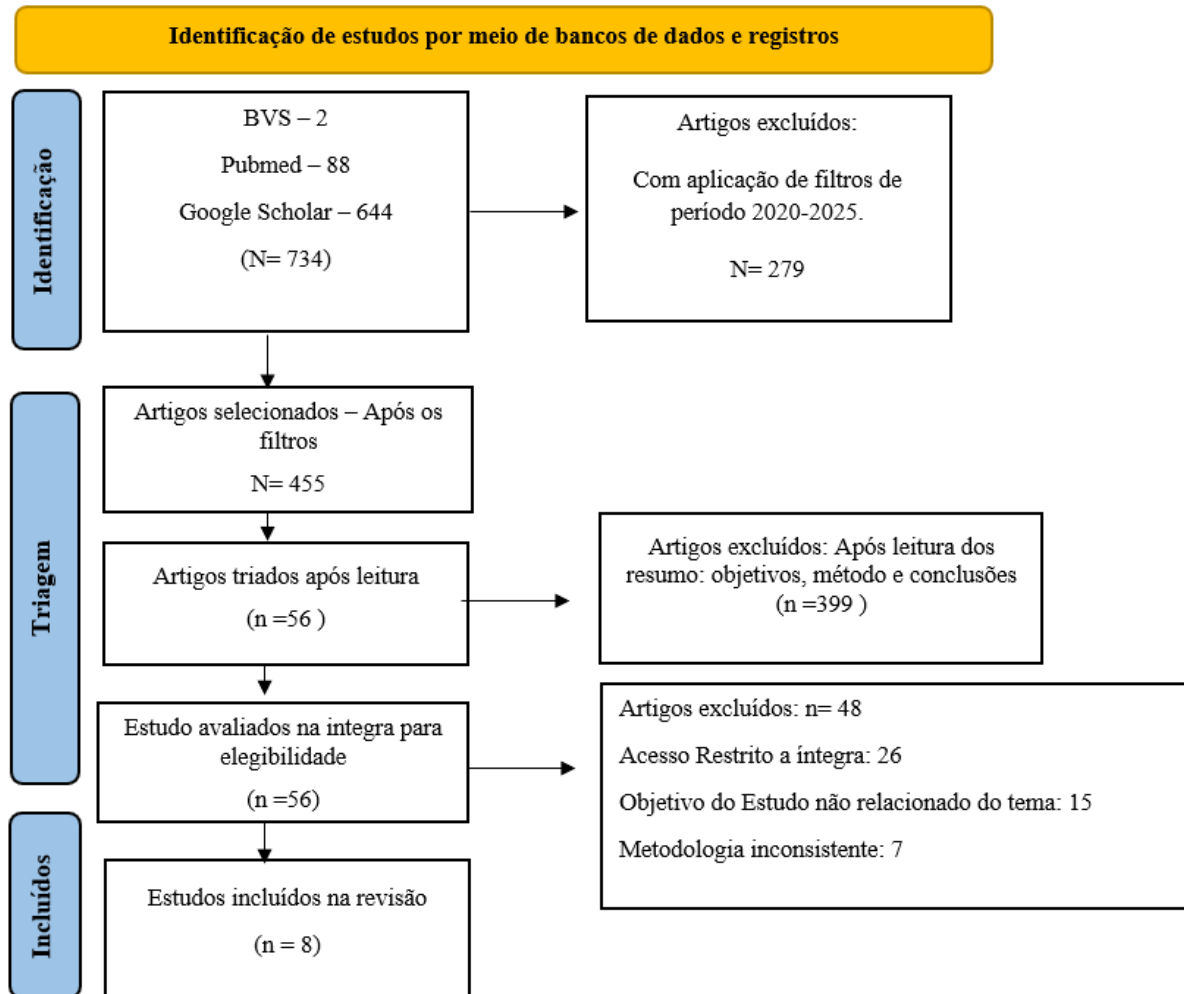 Identificação de estudos por meio de bancos de dados e registros
Identificação
BVS – 2
Pubmed – 88
Google Scholar – 644
(N= 734)
Artigos excluídos:
Com aplicação de filtros de
período 2020-2025.
N= 279
Triagem
Artigos selecionados – Após os
filtros
N= 455
Artigos triados após leitura
(n =56 )
Artigos excluídos: Após leitura dos
resumo: objetivos, método e conclusões
(n =399 )
Estudo avaliados na integra para
elegibilidade
(n =56)
Artigos excluídos: n= 48
Acesso Restrito a íntegra: 26
Objetivo do Estudo não relacionado do tema: 15
Metodologia inconsistente: 7
Incluídos
Estudos incluídos na revisão
(n = 8)